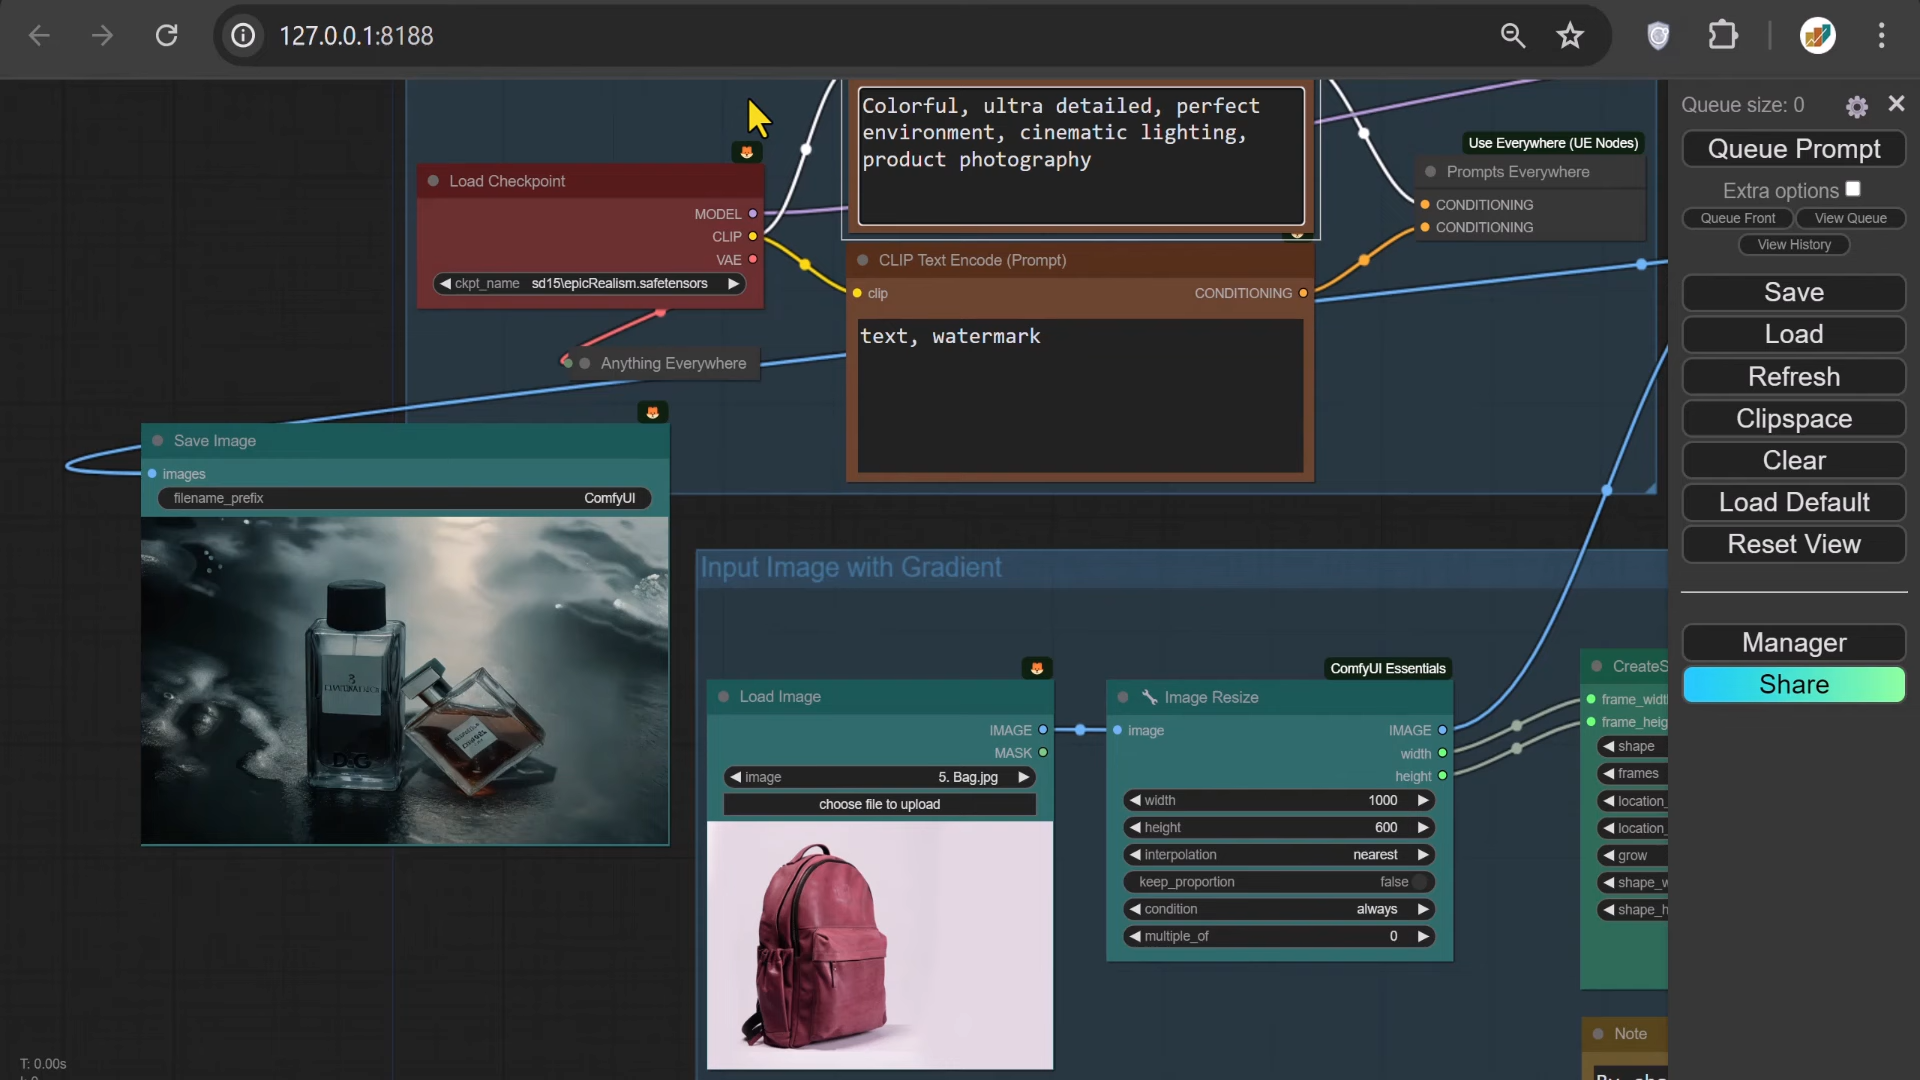 127.0.0.1:8188
Queue size: 0
Queue Prompt
Extra options
Queue Front
View Queue
View History
Save
Load
Refresh
Clipspace
Clear
Load Default
Reset View
Manager
Share
Colorful, ultra detailed, perfect
environment, cinematic lighting,
product photography
Use Everywhere (UE Nodes)
Prompts Everywhere
CONDITIONING
CONDITIONING
Load Checkpoint
MODEL
CLIP
VAE
ckpt_name sd15\epicRealism.safetensors
Anything Everywhere
CLIP Text Encode (Prompt)
clip
CONDITIONING
text, watermark
Save Image
images
filename_prefix ComfyUI
D&G
Input Image with Gradient
Load Image
IMAGE
MASK
image 5. Bag.jpg
choose file to upload
ComfyUI Essentials
Image Resize
image
IMAGE
width
height
width 1000
height 600
interpolation nearest
keep_proportion false
condition always
multiple_of 0
CreateS
frame_widt
frame_heig
shape
frames
location_
location_
grow
shape_w
shape_h
Note
T: 0.00s